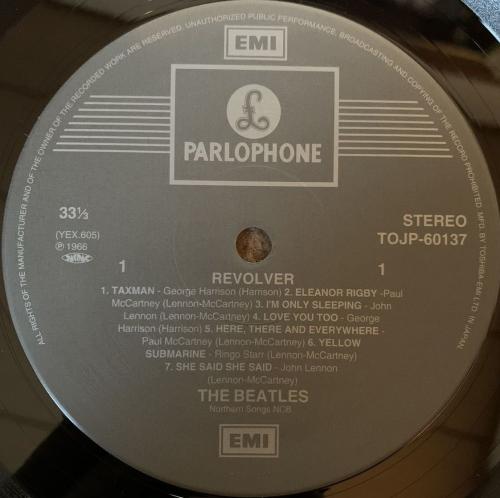 ALL RIGHTS OF THE MANUFACTURER AND OF THE OWNER OF THE RECORDED WORK ARE RESERVED. UNAUTHORIZED PUBLIC PERFORMANCE, BROADCASTING AND COPYING OF THE RECORD PROHIBITED. MFD. BY TOSHIBA-EMI LTD. IN JAPAN.
EMI
£
PARLOPHONE
33⅓
(YEX.605)
℗ 1966
STEREO
TOJP-60137
1
1
REVOLVER
1. TAXMAN - George Harrison (Harrison) 2. ELEANOR RIGBY -Paul
McCartney (Lennon-McCartney) 3. I'M ONLY SLEEPING - John
Lennon (Lennon-McCartney) 4. LOVE YOU TOO - George
Harrison (Harrison) 5. HERE, THERE AND EVERYWHERE -
Paul McCartney (Lennon-McCartney) 6. YELLOW
SUBMARINE - Ringo Starr (Lennon-McCartney)
7. SHE SAID SHE SAID - John Lennon
(Lennon-McCartney)
THE BEATLES
Northern Songs NCB
EMI